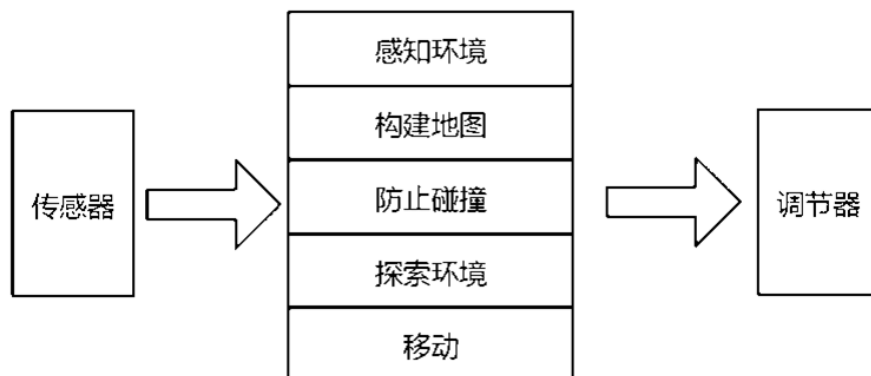 传感器
感知环境
构建地图
防止碰撞
探索环境
移动
调节器